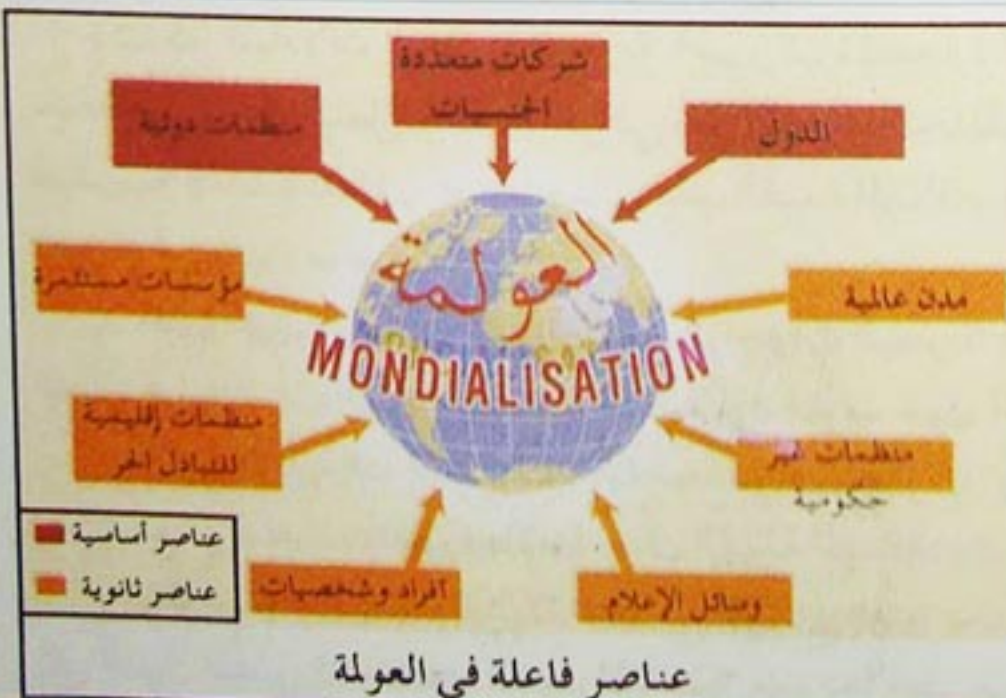 شركات متعددة
الجنسيات
الدول
منظمات دولية
العولمة
MONDIALISATION
مدن عالمية
مؤسسات مستثمرة
منظمات غير
حكومية
منظمات إقليمية
للتبادل الحر
وسائل الإعلام
أفراد وشخصيات
عناصر أساسية
عناصر ثانوية
عناصر فاعلة في العولمة